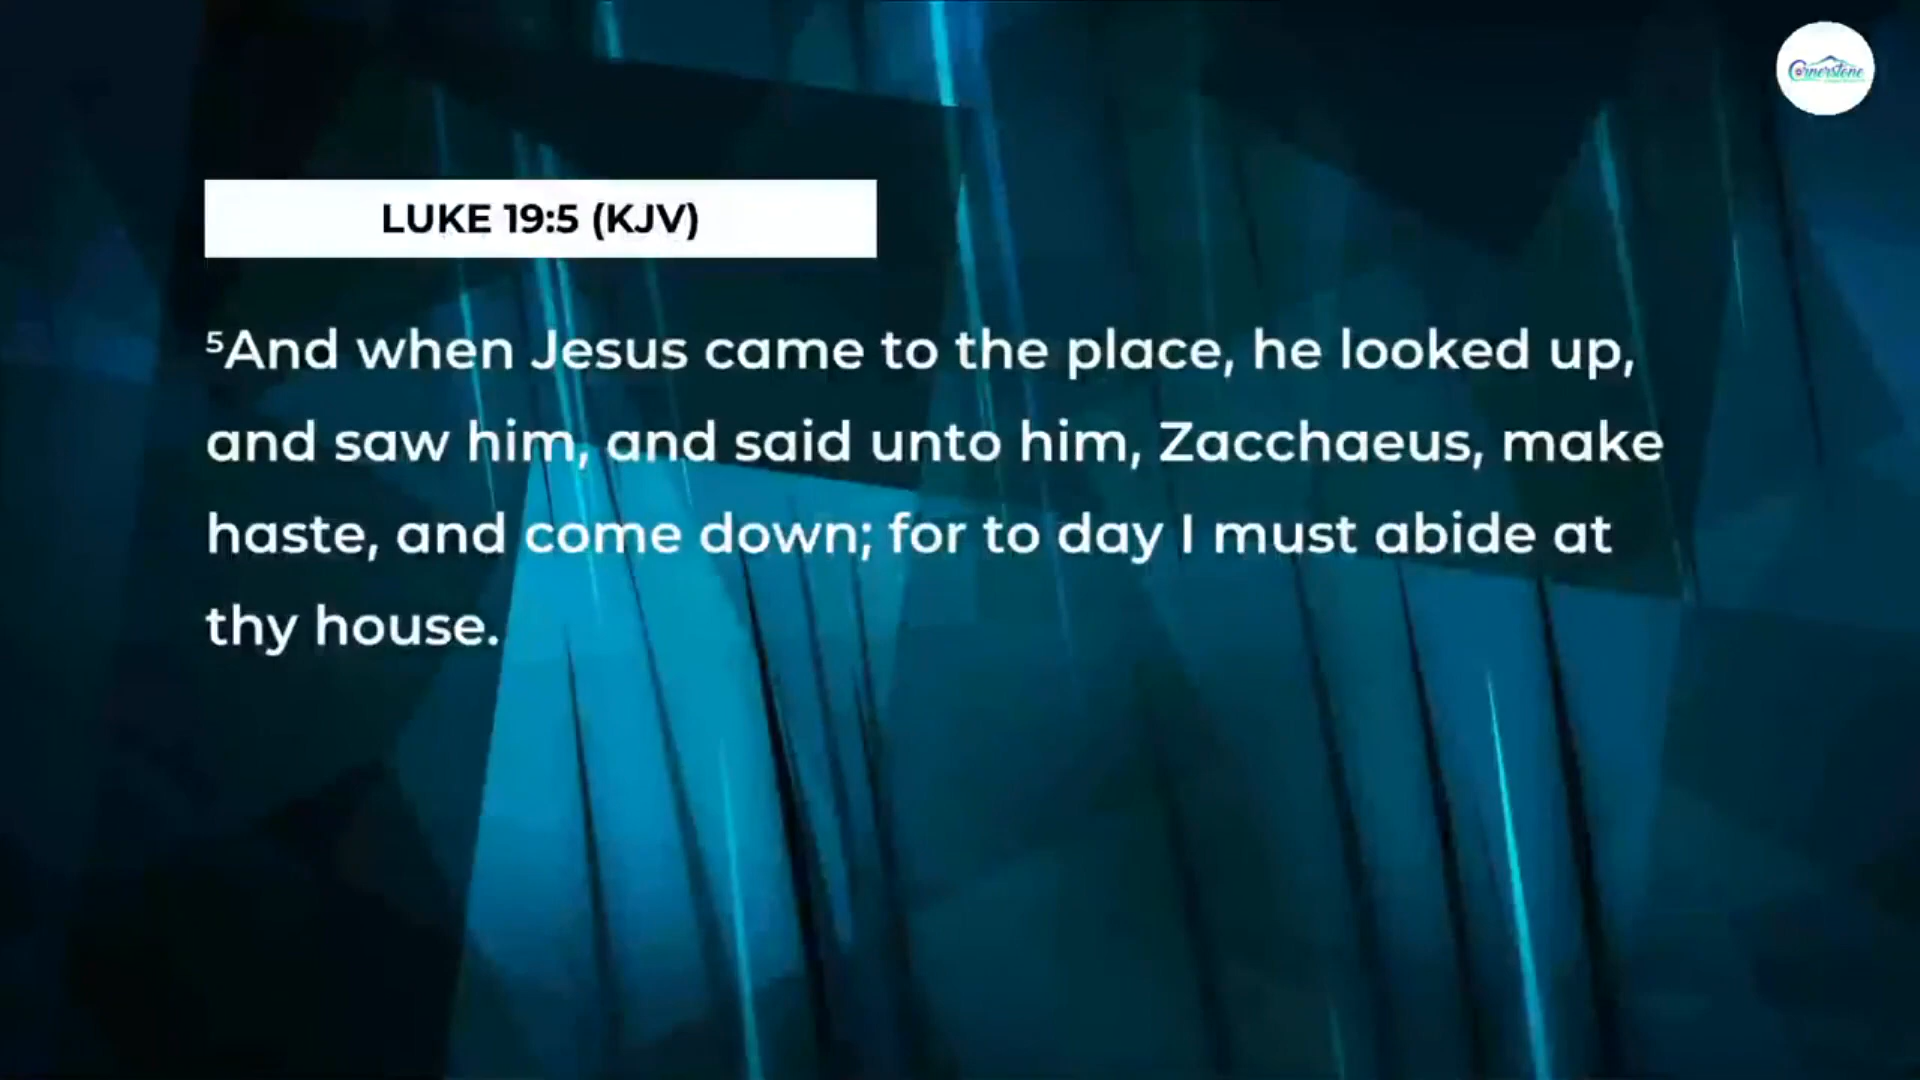 Cornerstone
LUKE 19:5 (KJV)
⁵And when Jesus came to the place, he looked up,
and saw him, and said unto him, Zacchaeus, make
haste, and come down; for to day I must abide at
thy house.